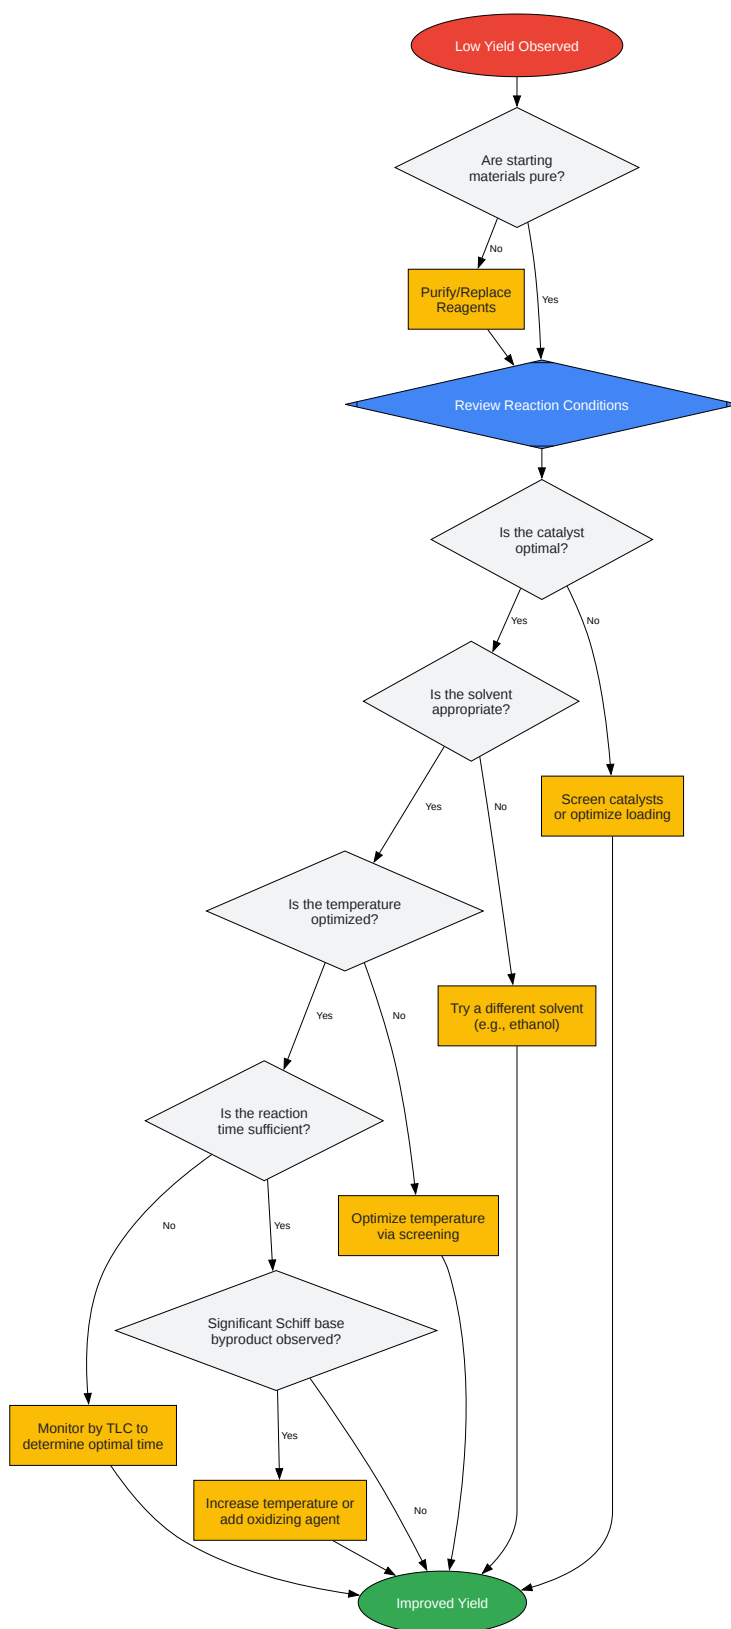 Low Yield Observed
Are starting
materials pure?
No
Yes
Purify/Replace
Reagents
Review Reaction Conditions
Is the catalyst
optimal?
Yes
No
Is the solvent
appropriate?
Yes
No
Screen catalysts
or optimize loading
Is the temperature
optimized?
Yes
No
Try a different solvent
(e.g., ethanol)
Is the reaction
time sufficient?
No
Yes
Optimize temperature
via screening
Significant Schiff base
byproduct observed?
Yes
No
Monitor by TLC to
determine optimal time
Increase temperature or
add oxidizing agent
Improved Yield